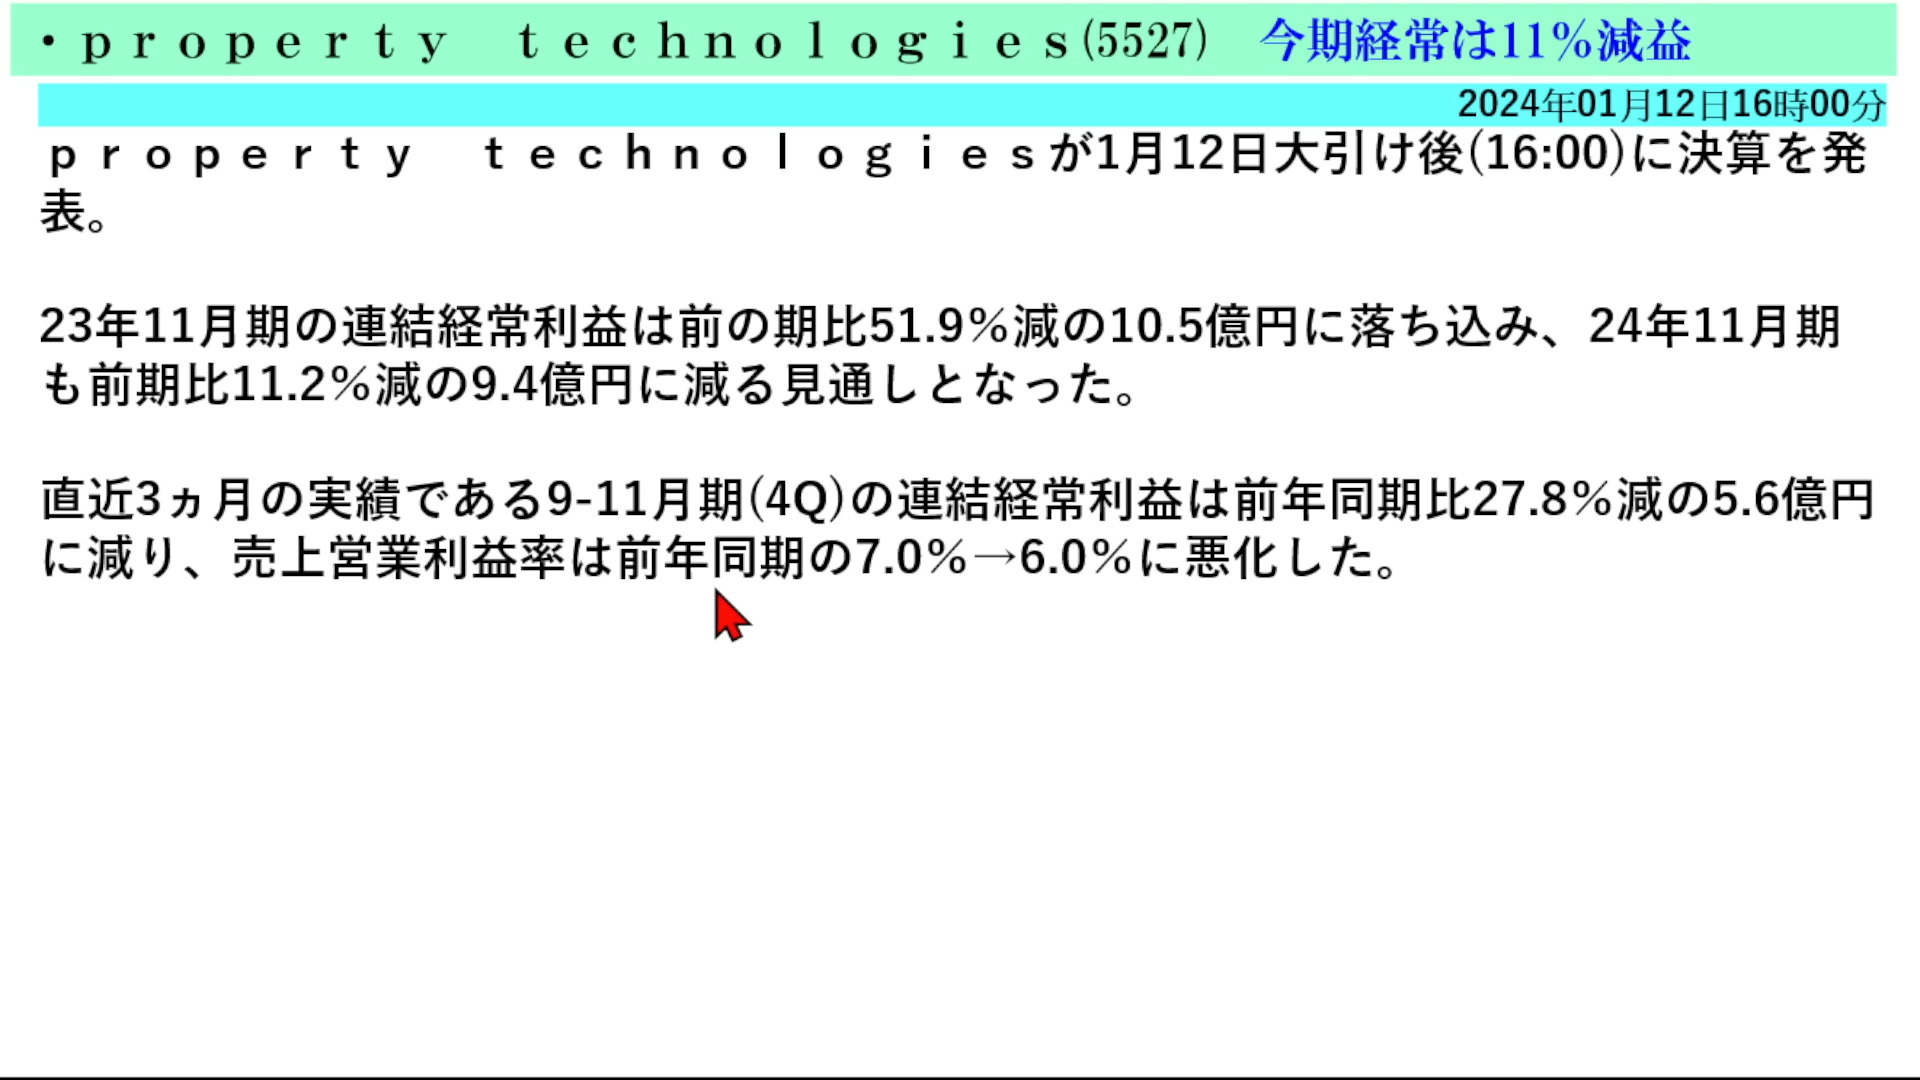 ・ｐｒｏｐｅｒｔｙ　ｔｅｃｈｎｏｌｏｇｉｅｓ(5527)　今期経常は11％減益
2024年01月12日16時00分
ｐｒｏｐｅｒｔｙ　ｔｅｃｈｎｏｌｏｇｉｅｓが1月12日大引け後(16:00)に決算を発
表。
23年11月期の連結経常利益は前の期比51.9％減の10.5億円に落ち込み、24年11月期
も前期比11.2％減の9.4億円に減る見通しとなった。
直近3ヵ月の実績である9-11月期(4Q)の連結経常利益は前年同期比27.8％減の5.6億円
に減り、売上営業利益率は前年同期の7.0％→6.0％に悪化した。